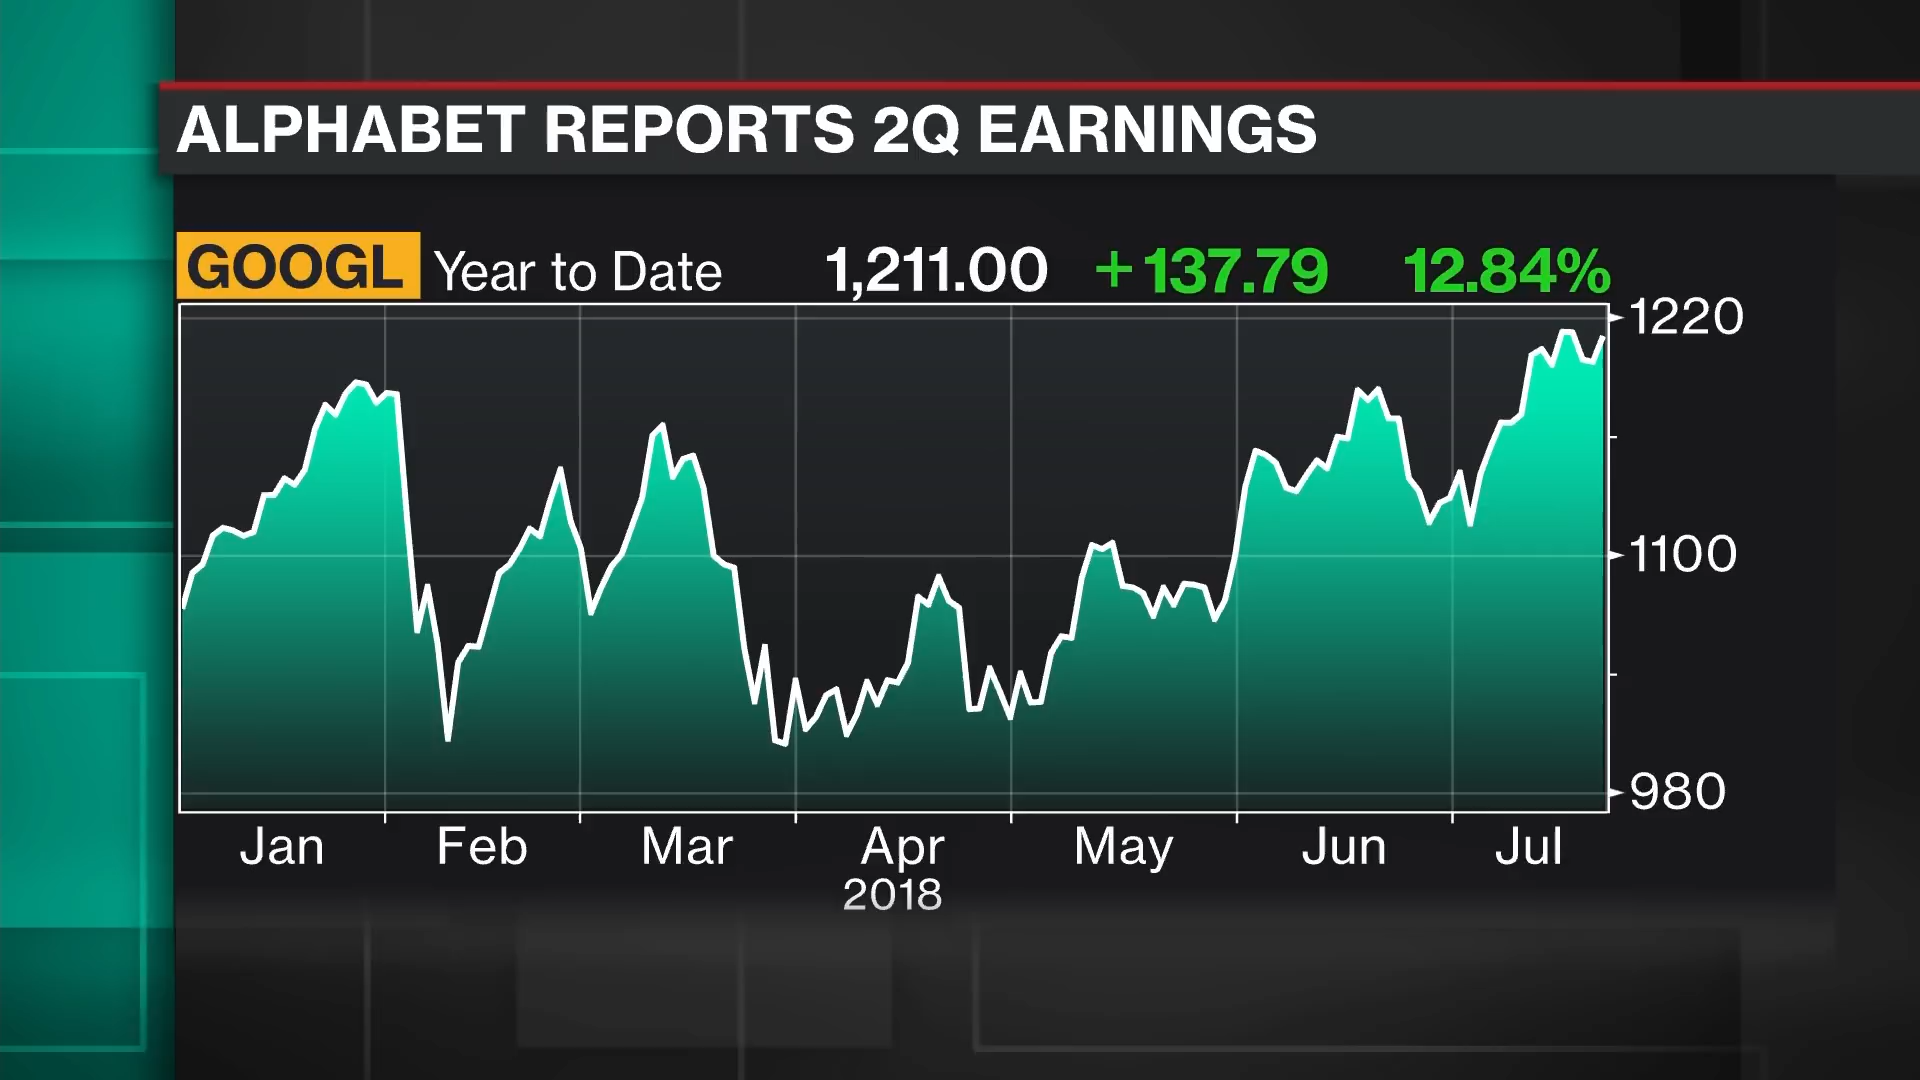 ALPHABET REPORTS 2Q EARNINGS
GOOGL Year to Date 1,211.00 +137.79 12.84%
1220
1100
980
Jan Feb Mar Apr May Jun Jul
2018